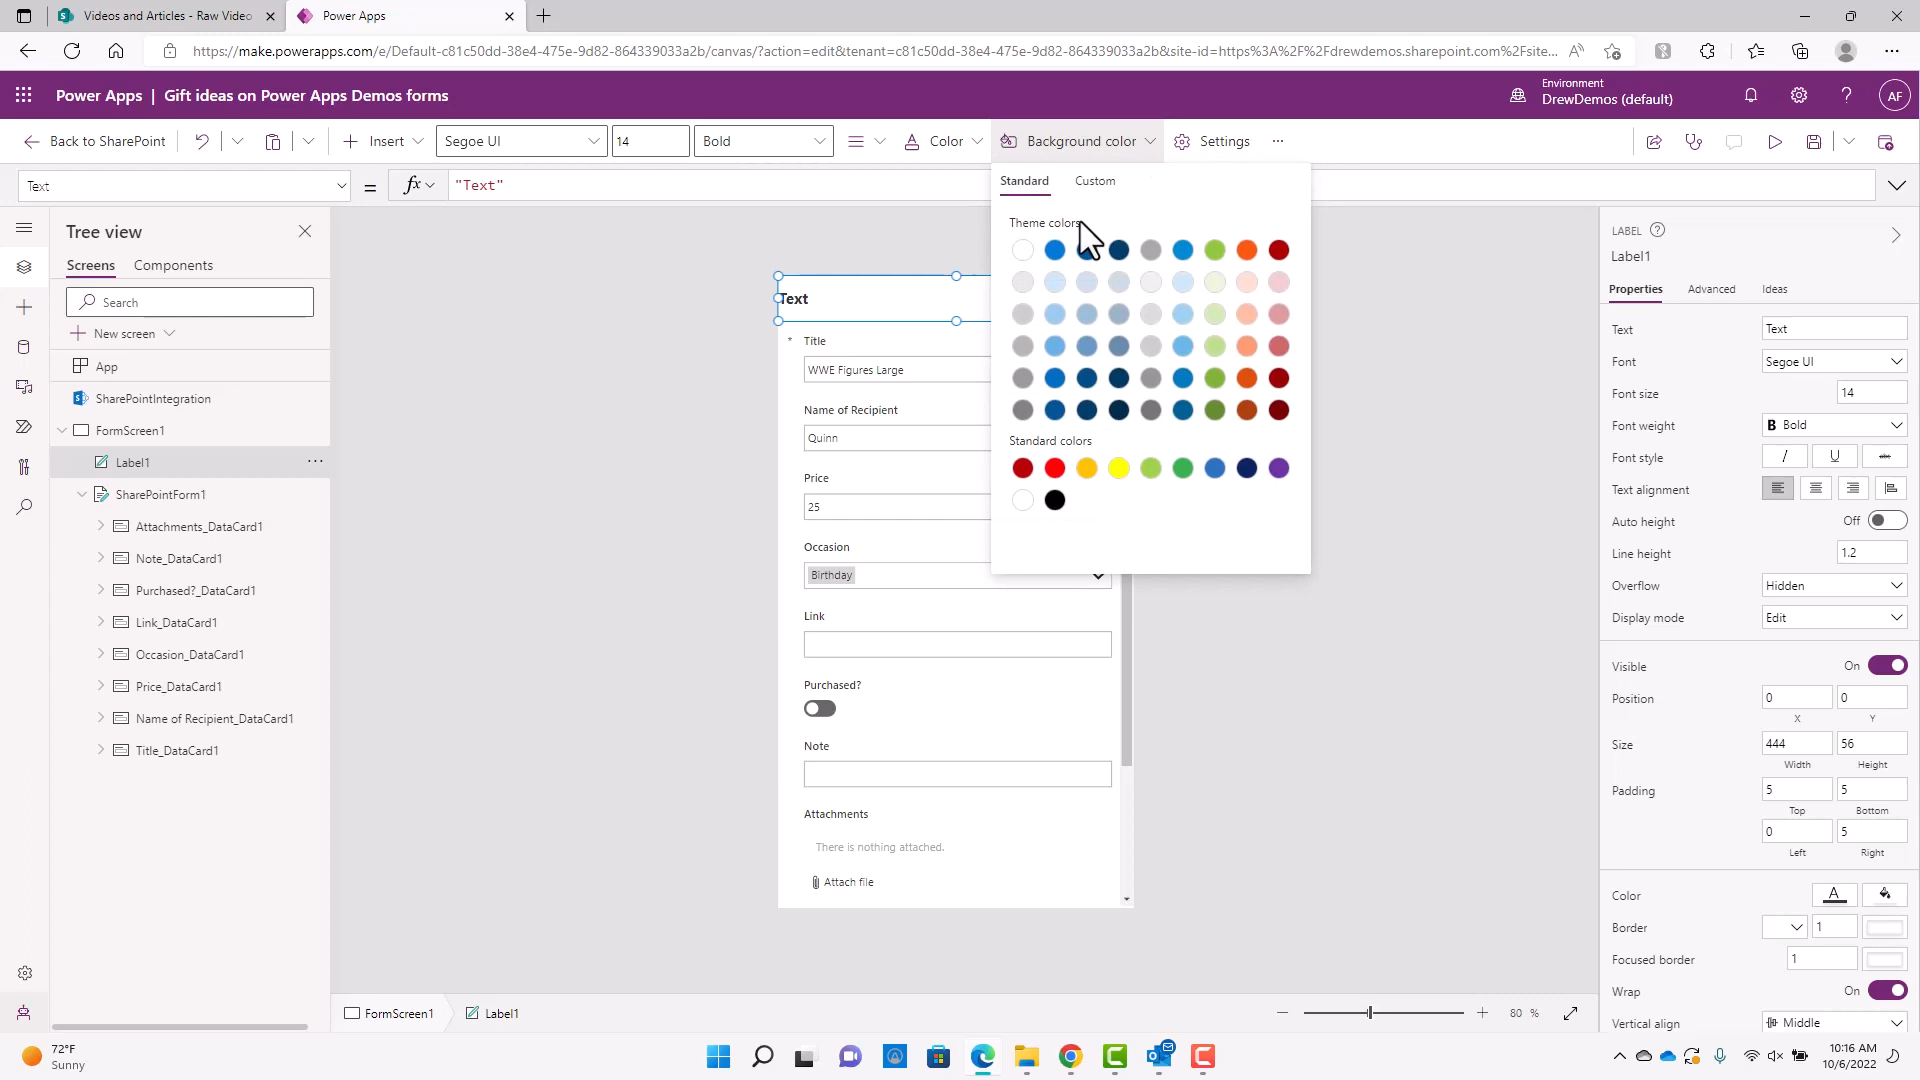 Videos and Articles - Raw Video
Power Apps
https://make.powerapps.com/e/Default-c81c50dd-38e4-475e-9d82-864339033a2b/canvas/?action=edit&tenant=c81c50dd-38e4-475e-9d82-864339033a2b&site-id=https%3A%2F%2Fdrewdemos.sharepoint.com%2Fsite...
Power Apps | Gift ideas on Power Apps Demos forms
Environment
DrewDemos (default)
AF
Back to SharePoint
Insert
Segoe UI
14
Bold
Color
Background color
Settings
Text
=
fx
"Text"
Tree view
Screens
Components
Search
New screen
App
SharePointIntegration
FormScreen1
Label1
SharePointForm1
Attachments_DataCard1
Note_DataCard1
Purchased?_DataCard1
Link_DataCard1
Occasion_DataCard1
Price_DataCard1
Name of Recipient_DataCard1
Title_DataCard1
Text
* Title
WWE Figures Large
Name of Recipient
Quinn
Price
25
Occasion
Birthday
Link
Purchased?
Note
Attachments
There is nothing attached.
Attach file
Standard
Custom
Theme colors
Standard colors
LABEL
Label1
Properties
Advanced
Ideas
Text
Text
Font
Segoe UI
Font size
14
Font weight
B Bold
Font style
/ U abc
Text alignment
Auto height
Off
Line height
1.2
Overflow
Hidden
Display mode
Edit
Visible
On
Position
0
0
X
Y
Size
444
56
Width
Height
Padding
5
5
Top
Bottom
0
5
Left
Right
Color
A
Border
1
Focused border
1
Wrap
On
Vertical align
Middle
FormScreen1
Label1
80 %
72°F
Sunny
10:16 AM
10/6/2022